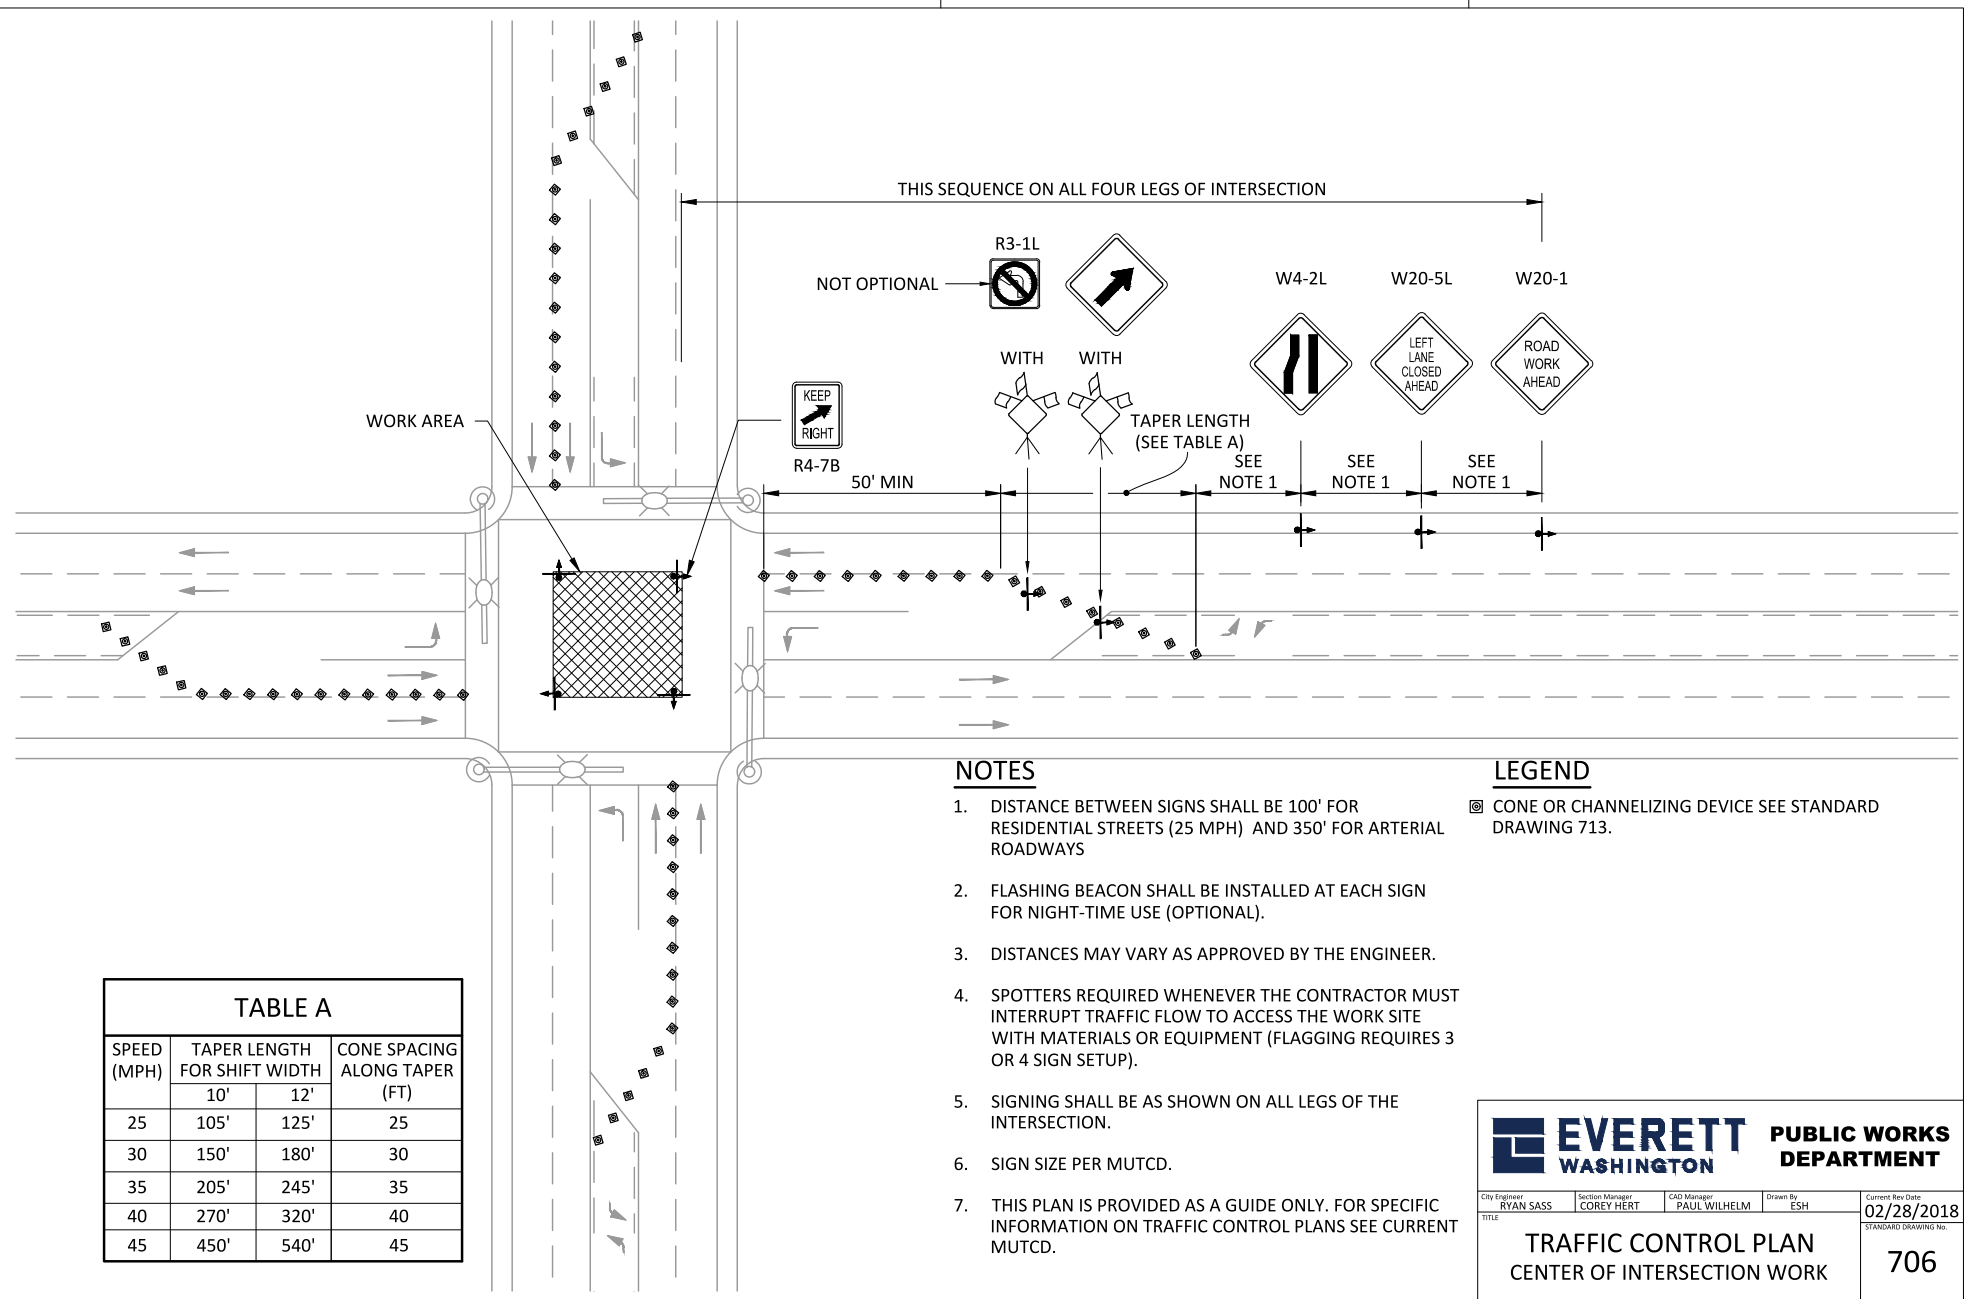 THIS SEQUENCE ON ALL FOUR LEGS OF INTERSECTION
R3-1L
NOT OPTIONAL
W4-2L
W20-5L
W20-1
LEFT
LANE
CLOSED
AHEAD
ROAD
WORK
AHEAD
WITH
WITH
KEEP
RIGHT
R4-7B
WORK AREA
TAPER LENGTH
(SEE TABLE A)
50' MIN
SEE
NOTE 1
SEE
NOTE 1
SEE
NOTE 1
NOTES
1. DISTANCE BETWEEN SIGNS SHALL BE 100' FOR
RESIDENTIAL STREETS (25 MPH) AND 350' FOR ARTERIAL
ROADWAYS
2. FLASHING BEACON SHALL BE INSTALLED AT EACH SIGN
FOR NIGHT-TIME USE (OPTIONAL).
3. DISTANCES MAY VARY AS APPROVED BY THE ENGINEER.
4. SPOTTERS REQUIRED WHENEVER THE CONTRACTOR MUST
INTERRUPT TRAFFIC FLOW TO ACCESS THE WORK SITE
WITH MATERIALS OR EQUIPMENT (FLAGGING REQUIRES 3
OR 4 SIGN SETUP).
5. SIGNING SHALL BE AS SHOWN ON ALL LEGS OF THE
INTERSECTION.
6. SIGN SIZE PER MUTCD.
7. THIS PLAN IS PROVIDED AS A GUIDE ONLY. FOR SPECIFIC
INFORMATION ON TRAFFIC CONTROL PLANS SEE CURRENT
MUTCD.
LEGEND
CONE OR CHANNELIZING DEVICE SEE STANDARD
DRAWING 713.
TABLE A
SPEED (MPH) TAPER LENGTH FOR SHIFT WIDTH CONE SPACING ALONG TAPER (FT)
10' 12'
25 105' 125' 25
30 150' 180' 30
35 205' 245' 35
40 270' 320' 40
45 450' 540' 45
EVERETT
WASHINGTON
PUBLIC WORKS
DEPARTMENT
City Engineer
RYAN SASS
Section Manager
COREY HERT
CAD Manager
PAUL WILHELM
Drawn By
ESH
Current Rev Date
02/28/2018
TITLE
TRAFFIC CONTROL PLAN
CENTER OF INTERSECTION WORK
STANDARD DRAWING No.
706